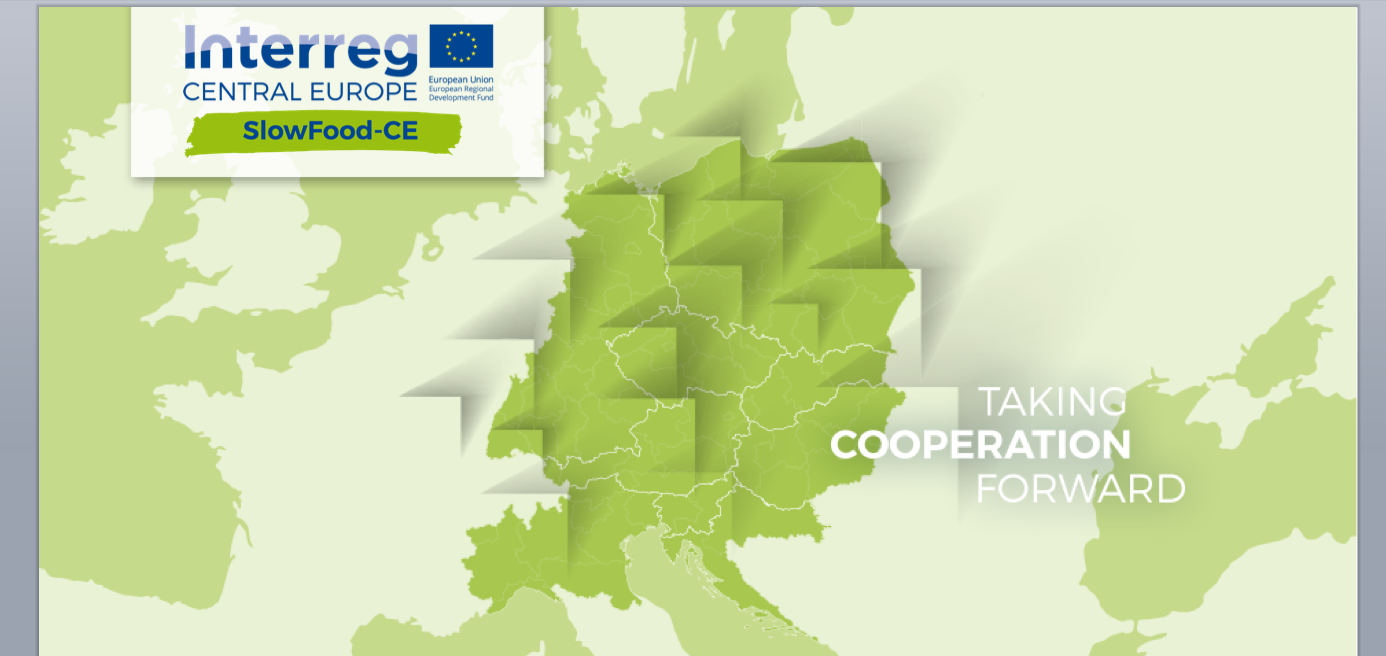 Interreg
CENTRAL EUROPE
European Union
European Regional
Development Fund
SlowFood-CE
TAKING
COOPERATION
FORWARD